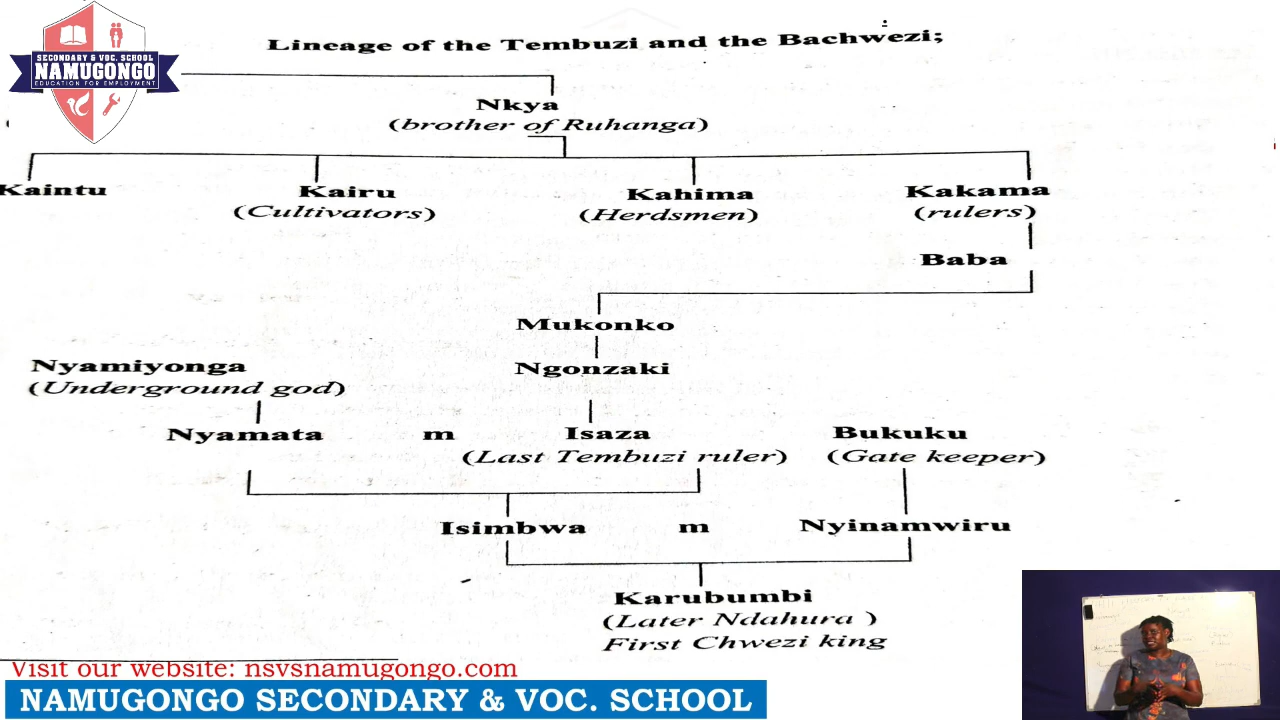 SECONDARY & VOC. SCHOOL
NAMUGONGO
EDUCATION FOR EMPLOYMENT
Lineage of the Tembuzi and the Bachwezi;
Nkya
(brother of Ruhanga)
Kaintu Kairu Kahima Kakama
(Cultivators) (Herdsmen) (rulers)
Baba
Mukonko
Nyamiyonga Ngonzaki
(Underground god)
Nyamata m Isaza Bukuku
(Last Tembuzi ruler) (Gate keeper)
Isimbwa m Nyinamwiru
Karubumbi
(Later Ndahura )
First Chwezi king
Visit our website: nsvsnamugongo.com
NAMUGONGO SECONDARY & VOC. SCHOOL